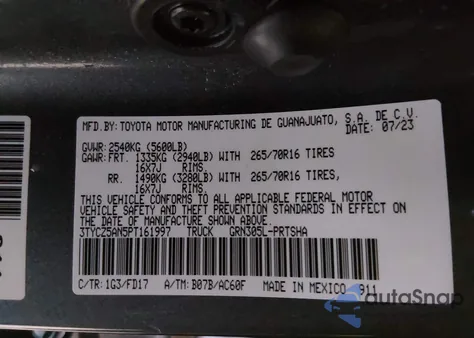 MFD.BY: TOYOTA MOTOR MANUFACTURING DE GUANAJUATO, S.A. DE C.V.
DATE: 07/23
GVWR: 2540KG (5600LB)
GAWR: FRT. 1335KG (2940LB) WITH 265/70R16 TIRES
16X7J RIMS,
RR. 1490KG (3280LB) WITH 265/70R16 TIRES,
16X7J RIMS,
THIS VEHICLE CONFORMS TO ALL APPLICABLE FEDERAL MOTOR
VEHICLE SAFETY STANDARDS IN EFFECT ON
THE DATE OF MANUFACTURE SHOWN ABOVE.
3TYCZ5AN5PT161997 TRUCK GRN305L-PRTSHA
C/TR: 1G3/FD17 A/TM: B07B/AC60F MADE IN MEXICO 911
autoSnap